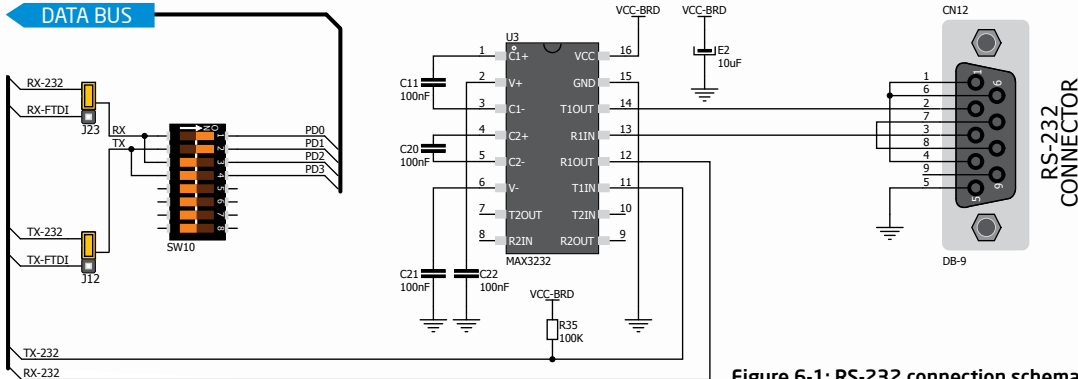 DATA BUS
RX-232
RX-FTDI
J23
RX
TX
ON
1
2
3
4
5
6
7
8
PD0
PD1
PD2
PD3
SW10
TX-232
TX-FTDI
J12
TX-232
RX-232
U3
1 C1+ VCC 16
2 V+ GND 15
3 C1- T1OUT 14
4 C2+ R1IN 13
5 C2- R1OUT 12
6 V- T1IN 11
7 T2OUT T2IN 10
8 R2IN R2OUT 9
MAX3232
C11
100nF
C20
100nF
C21
100nF
C22
100nF
VCC-BRD
R35
100K
VCC-BRD
VCC-BRD
E2
10uF
CN12
1
6
2
7
3
8
4
9
5
1
6
5
9
DB-9
RS-232
CONNECTOR
Figure 6-1: RS-232 connection schema